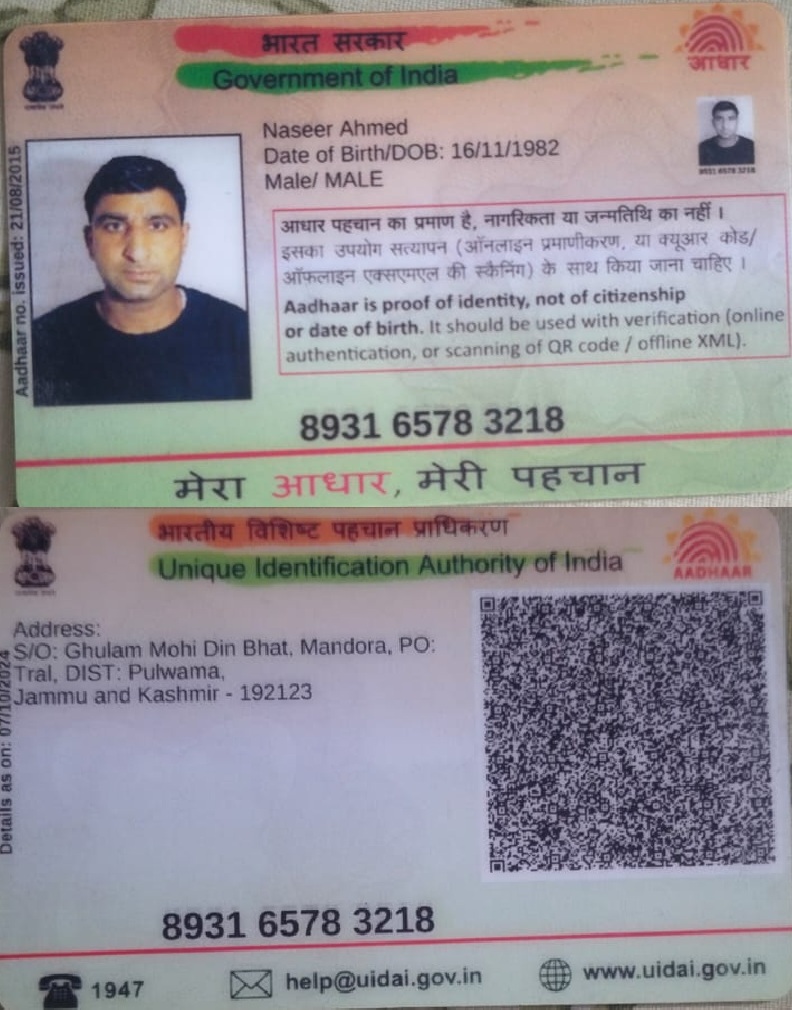 भारत सरकार
Government of India
आधार
Aadhaar no. issued: 21/08/2015
Naseer Ahmed
Date of Birth/DOB: 16/11/1982
Male/ MALE
8931 6578 3218
आधार पहचान का प्रमाण है, नागरिकता या जन्मतिथि का नहीं ।
इसका उपयोग सत्यापन (ऑनलाइन प्रमाणीकरण, या क्यूआर कोड/
ऑफलाइन एक्सएमएल की स्कैनिंग) के साथ किया जाना चाहिए ।
Aadhaar is proof of identity, not of citizenship
or date of birth. It should be used with verification (online
authentication, or scanning of QR code / offline XML).
8931 6578 3218
मेरा आधार, मेरी पहचान
भारतीय विशिष्ट पहचान प्राधिकरण
Unique Identification Authority of India
AADHAAR
Details as on: 07/10/2024
Address:
S/O: Ghulam Mohi Din Bhat, Mandora, PO:
Tral, DIST: Pulwama,
Jammu and Kashmir - 192123
8931 6578 3218
1947
help@uidai.gov.in
www.uidai.gov.in